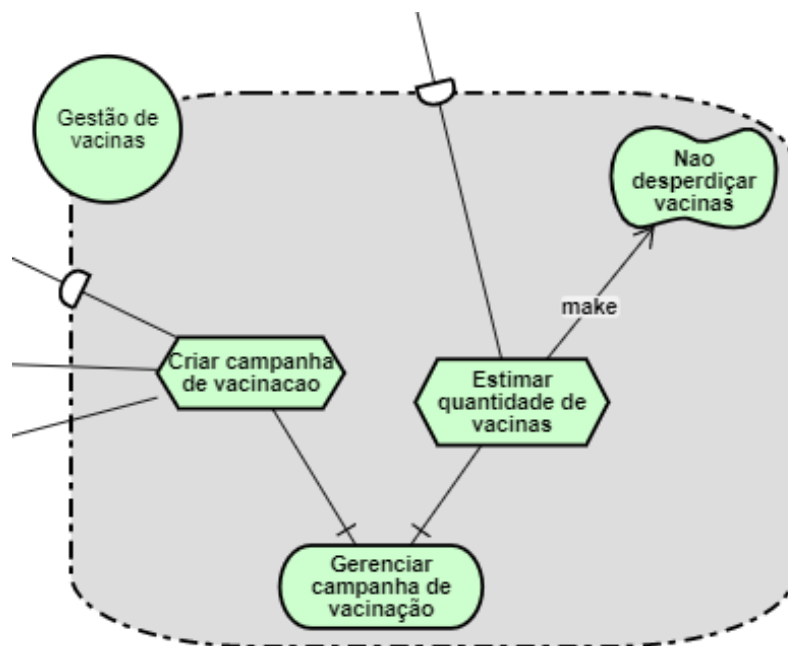 Gestão de
vacinas
Nao
desperdiçar
vacinas
make
Criar campanha
de vacinacao
Estimar
quantidade de
vacinas
Gerenciar
campanha de
vacinação